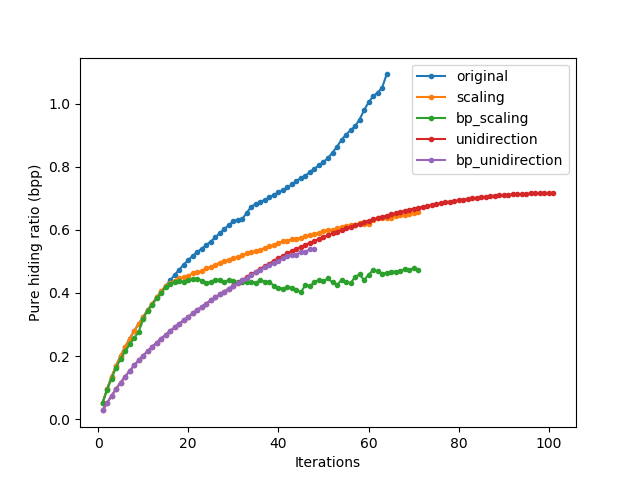 original
scaling
bp_scaling
unidirection
bp_unidirection
Pure hiding ratio (bpp)
1.0
0.8
0.6
0.4
0.2
0.0
0 20 40 60 80 100
Iterations